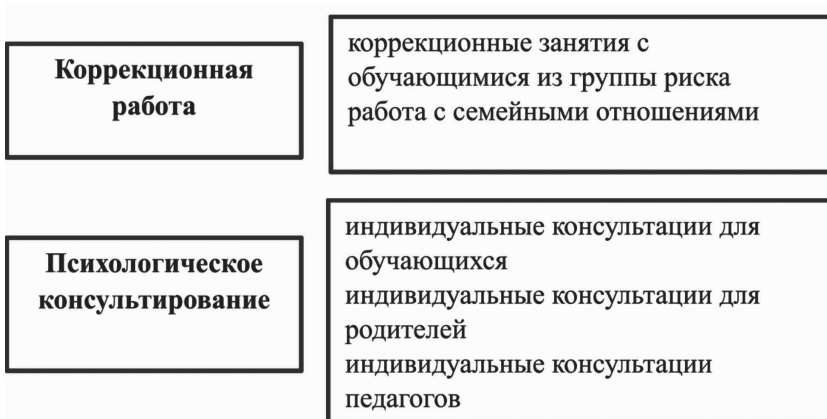 Коррекционная
работа
коррекционные занятия с
обучающимися из группы риска
работа с семейными отношениями
Психологическое
консультирование
индивидуальные консультации для
обучающихся
индивидуальные консультации для
родителей
индивидуальные консультации
педагогов